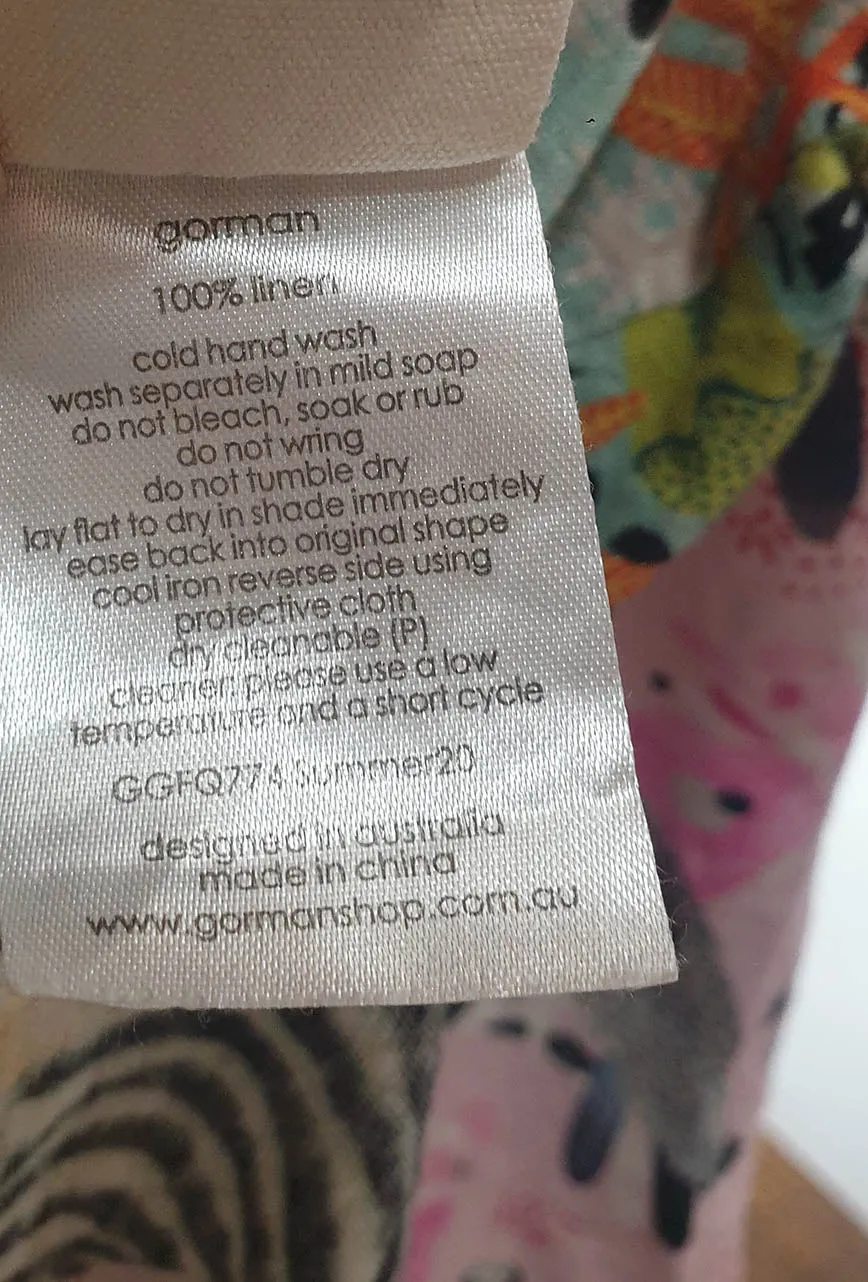 gorman
100% linen
cold hand wash
wash separately in mild soap
do not bleach, soak or rub
do not wring
do not tumble dry
lay flat to dry in shade immediately
ease back into original shape
cool iron reverse side using
protective cloth
dry cleanable (P)
cleaner: please use a low
temperature and a short cycle
GGFQ774 Summer20
designed in australia
made in china
www.gormanshop.com.au